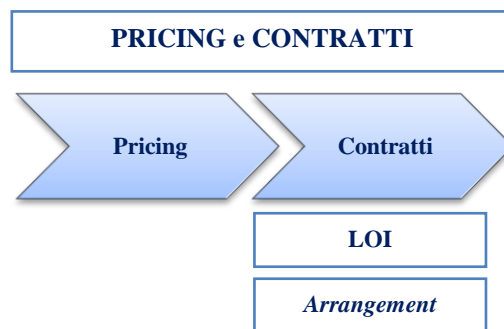 PRICING e CONTRATTI
Pricing
Contratti
LOI
Arrangement